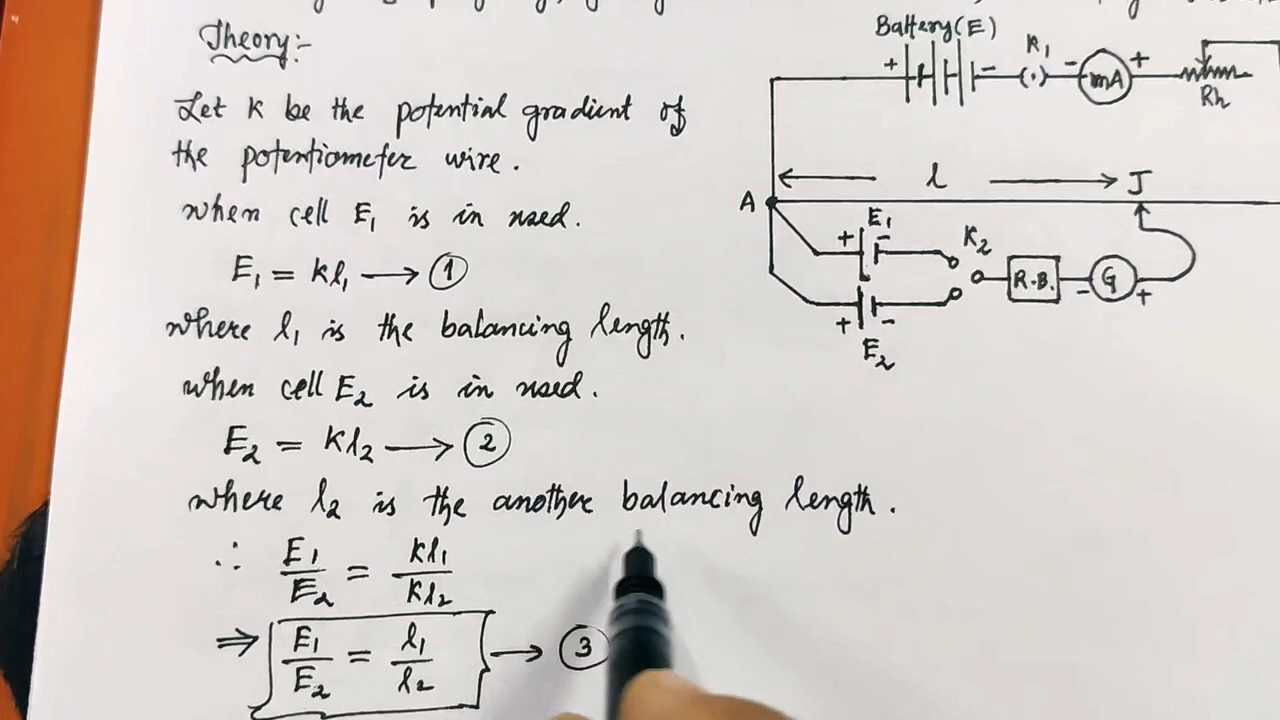 Theory:-
Let K be the potential gradient of
the potentiometer wire.
when cell E₁ is in used.
E₁ = Kl₁ ⟶ ①
where l₁ is the balancing length.
when cell E₂ is in used.
E₂ = Kl₂ ⟶ ②
where l₂ is the another balancing length.
∴ E₁/E₂ = Kl₁/Kl₂
⇒ E₁/E₂ = l₁/l₂ ⟶ ③
Battery(E)
+ - K₁ - mA + Rh
l J
A
E₁
+ - K₂
R.B. - G +
+ -
E₂